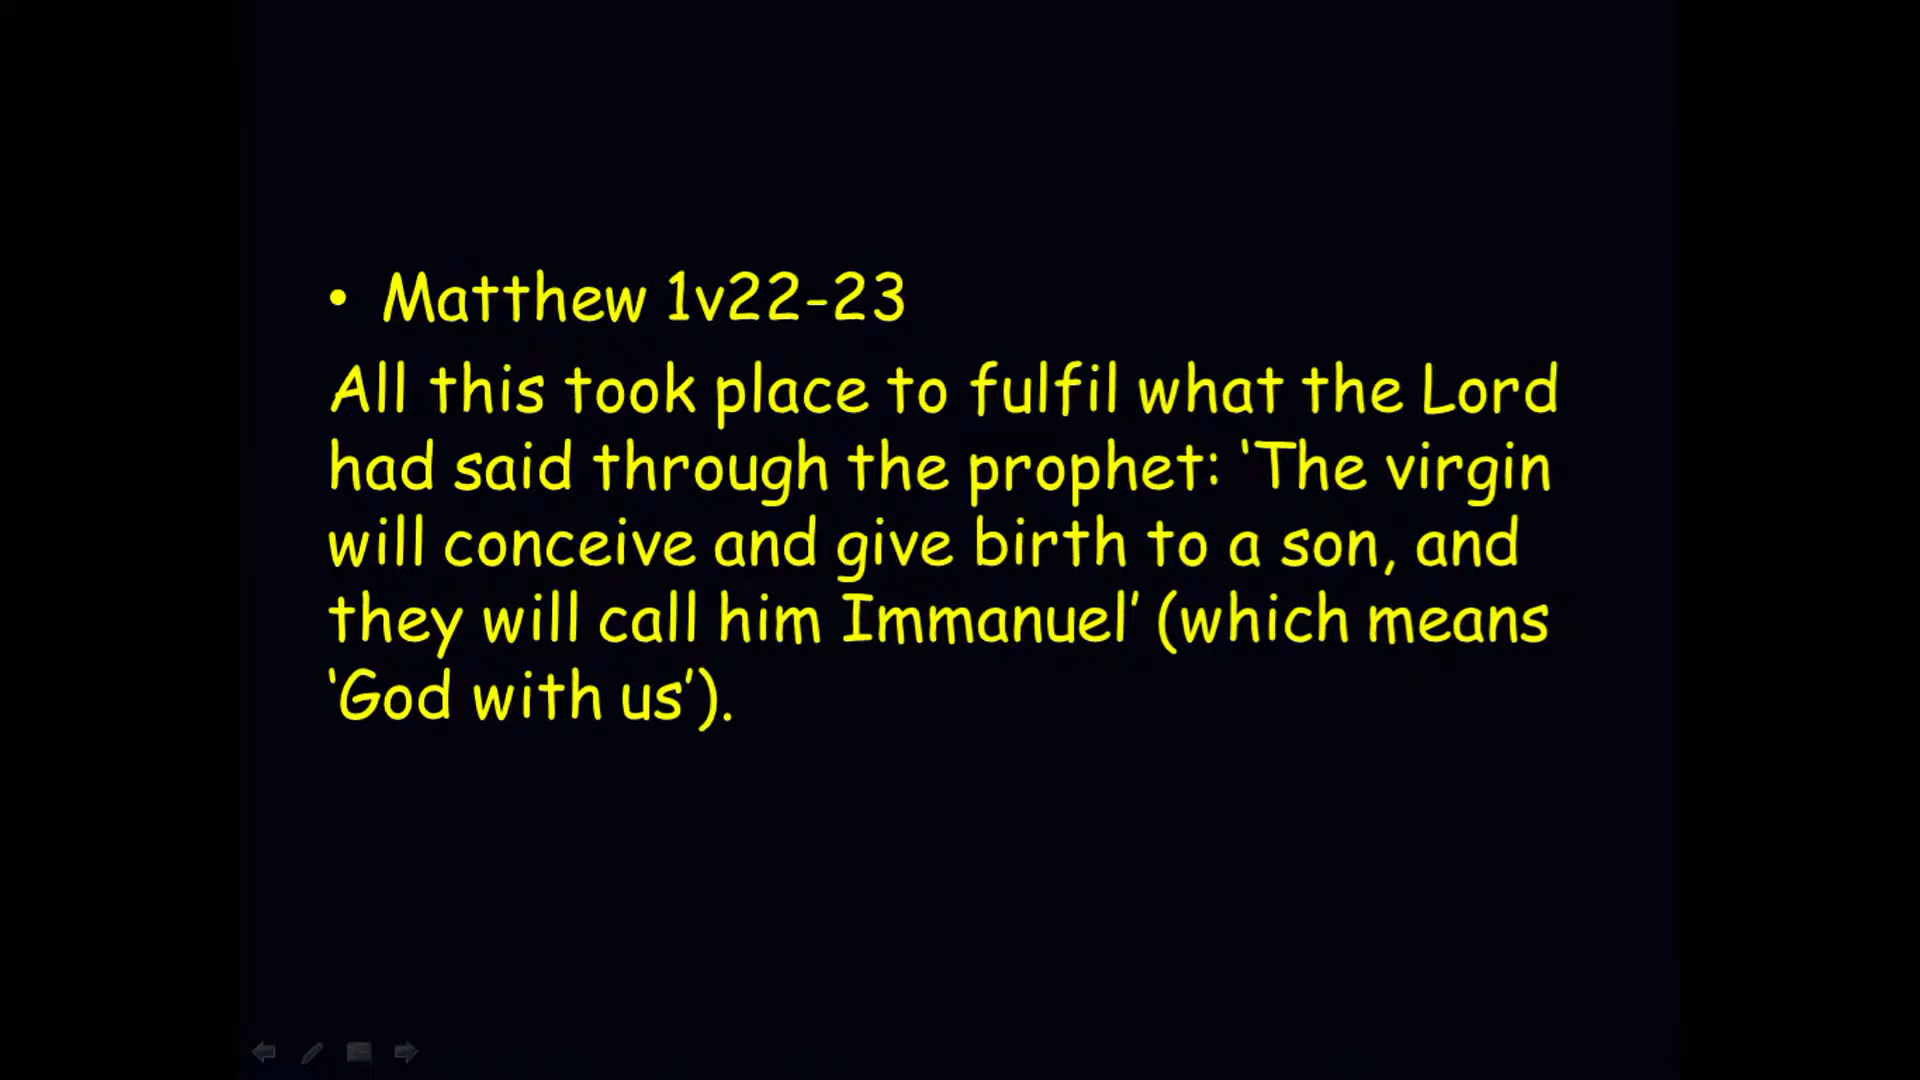 • Matthew 1v22-23
All this took place to fulfil what the Lord
had said through the prophet: ‘The virgin
will conceive and give birth to a son, and
they will call him Immanuel’ (which means
‘God with us’).